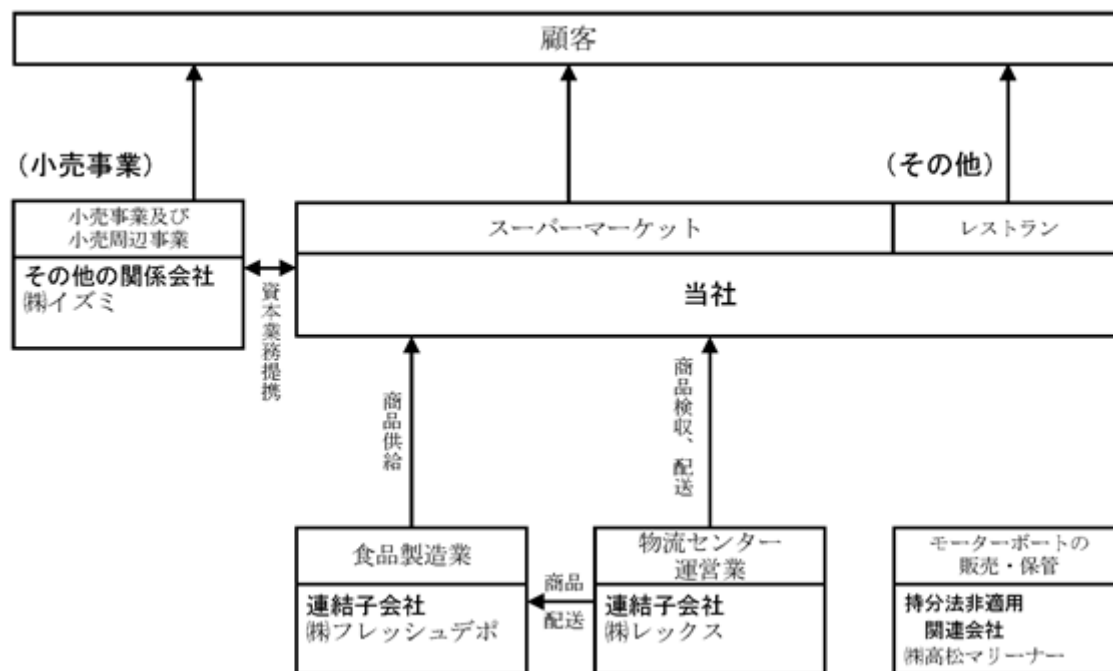 顧客
（小売事業）
（その他）
小売事業及び
小売周辺事業
その他の関係会社
㈱イズミ
資本業務提携
スーパーマーケット
レストラン
当社
商品供給
商品検収、配送
食品製造業
連結子会社
㈱フレッシュデポ
商品
配送
物流センター
運営業
連結子会社
㈱レックス
モーターボートの
販売・保管
持分法非適用
関連会社
㈱高松マリーナー